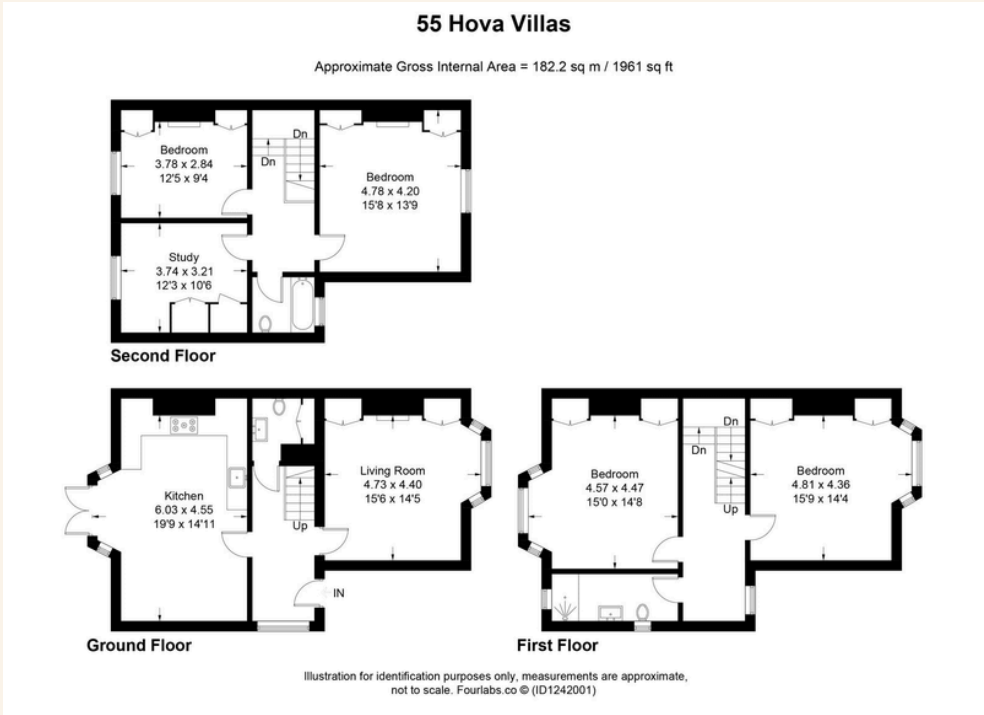 55 Hova Villas
Approximate Gross Internal Area = 182.2 sq m / 1961 sq ft
Bedroom
3.78 x 2.84
12'5 x 9'4
Dn
Dn
Bedroom
4.78 x 4.20
15'8 x 13'9
Study
3.74 x 3.21
12'3 x 10'6
Second Floor
Kitchen
6.03 x 4.55
19'9 x 14'11
Up
Living Room
4.73 x 4.40
15'6 x 14'5
IN
Ground Floor
Bedroom
4.57 x 4.47
15'0 x 14'8
Dn
Dn
Up
Bedroom
4.81 x 4.36
15'9 x 14'4
First Floor
Illustration for identification purposes only, measurements are approximate,
not to scale. Fourlabs.co © (ID1242001)